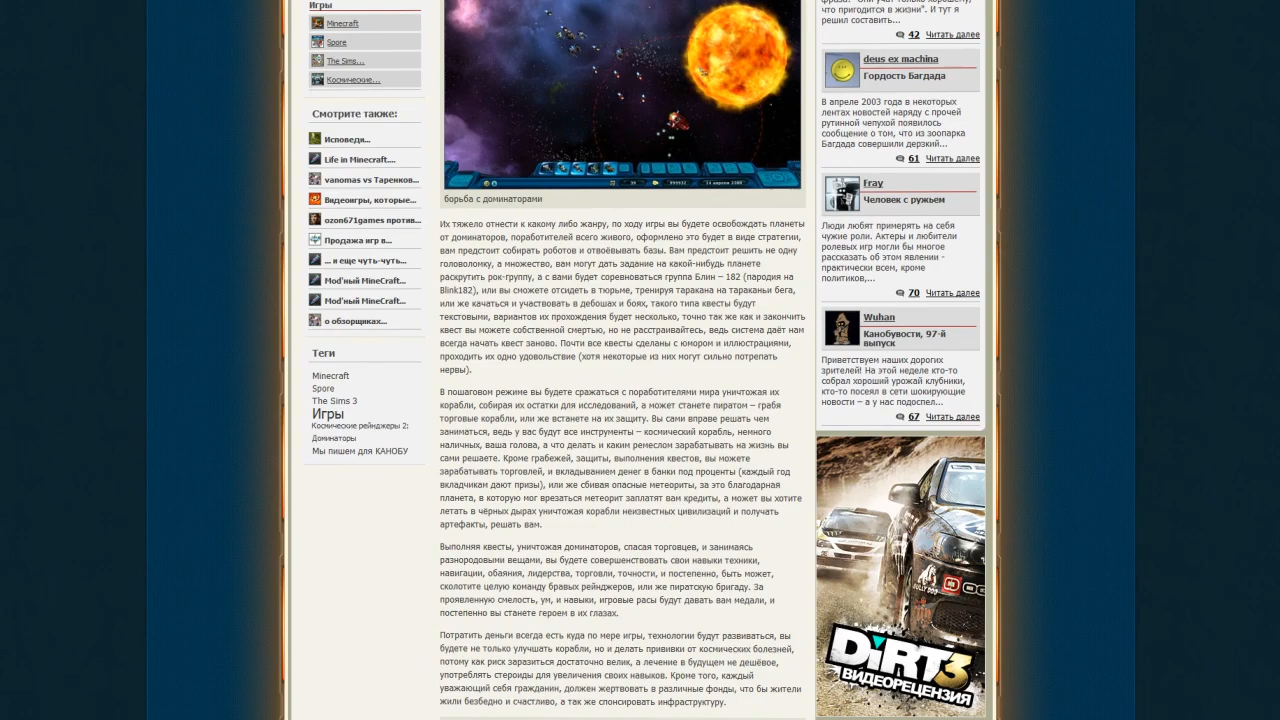 Игры
Minecraft
Spore
The Sims...
Космические...
Смотрите также:
Исповеди...
Life in Minecraft....
vanomas vs Таренков...
Видеоигры, которые...
ozon671games против...
Продажа игр в...
... и еще чуть-чуть...
Mod'ный MineCraft...
Mod'ный MineCraft...
о обзорщиках...
Теги
Minecraft
Spore
The Sims 3
Игры
Космические рейнджеры 2:
Доминаторы
Мы пишем для КАНОБУ
борьба с доминаторами
Их тяжело отнести к какому либо жанру, по ходу игры вы будете освобождать планеты
от доминаторов, поработителей всего живого, оформлено это будет в виде стратегии,
вам предстоит собирать роботов и отвоёвывать базы. Вам предстоит решить не одну
головоломку, а множество, вам могут дать задание на какой-нибудь планете
раскрутить рок-группу, а с вами будет соревноваться группа Блин – 182 (пародия на
Blink182), или вы сможете отсидеть в тюрьме, тренируя таракана на тараканьи бега,
или же качаться и участвовать в дебошах и боях, такого типа квесты будут
текстовыми, вариантов их прохождения будет несколько, точно так же как и закончить
квест вы можете собственной смертью, но не расстраивайтесь, ведь система даёт нам
всегда начать квест заново. Почти все квесты сделаны с юмором и иллюстрациями,
проходить их одно удовольствие (хотя некоторые из них могут сильно потрепать
нервы).
В пошаговом режиме вы будете сражаться с поработителями мира уничтожая их
корабли, собирая их остатки для исследований, а может станете пиратом – грабя
торговые корабли, или же встанете на их защиту. Вы сами вправе решать чем
заниматься, ведь у вас будут все инструменты – космический корабль, немного
наличных, ваша голова, а что делать и каким ремеслом зарабатывать на жизнь вы
сами решаете. Кроме грабежей, защиты, выполнения квестов, вы можете
зарабатывать торговлей, и вкладыванием денег в банки под проценты (каждый год
вкладчикам дают призы), или же сбивая опасные метеориты, за это благодарная
планета, в которую мог врезаться метеорит заплатят вам кредиты, а может вы хотите
летать в чёрных дырах уничтожая корабли неизвестных цивилизаций и получать
артефакты, решать вам.
Выполняя квесты, уничтожая доминаторов, спасая торговцев, и занимаясь
разнородовыми вещами, вы будете совершенствовать свои навыки техники,
навигации, обаяния, лидерства, торговли, точности, и постепенно, быть может,
сколотите целую команду бравых рейнджеров, или же пиратскую бригаду. За
проявленную смелость, ум, и навыки, игровые расы будут давать вам медали, и
постепенно вы станете героем в их глазах.
Потратить деньги всегда есть куда по мере игры, технологии будут развиваться, вы
будете не только улучшать корабли, но и делать прививки от космических болезней,
потому как риск заразиться достаточно велик, а лечение в будущем не дешёвое,
употреблять стероиды для увеличения своих навыков. Кроме того, каждый
уважающий себя гражданин, должен жертвовать в различные фонды, что бы жители
жили безбедно и счастливо, а так же спонсировать инфраструктуру.
что пригодится в жизни". И тут я
решил составить...
42 Читать далее
deus ex machina
Гордость Багдада
В апреле 2003 года в некоторых
лентах новостей наряду с прочей
рутинной чепухой появилось
сообщение о том, что из зоопарка
Багдада совершили дерзкий...
61 Читать далее
Fray
Человек с ружьем
Люди любят примерять на себя
чужие роли. Актеры и любители
ролевых игр могли бы многое
рассказать об этом явлении -
практически всем, кроме
политиков,...
70 Читать далее
Wuhan
Канобувости, 97-й
выпуск
Приветствуем наших дорогих
зрителей! На этой неделе кто-то
собрал хороший урожай клубники,
кто-то посеял в сети шокирующие
новости – а у нас подоспел...
67 Читать далее
DiRT3
ВИДЕОРЕЦЕНЗИЯ